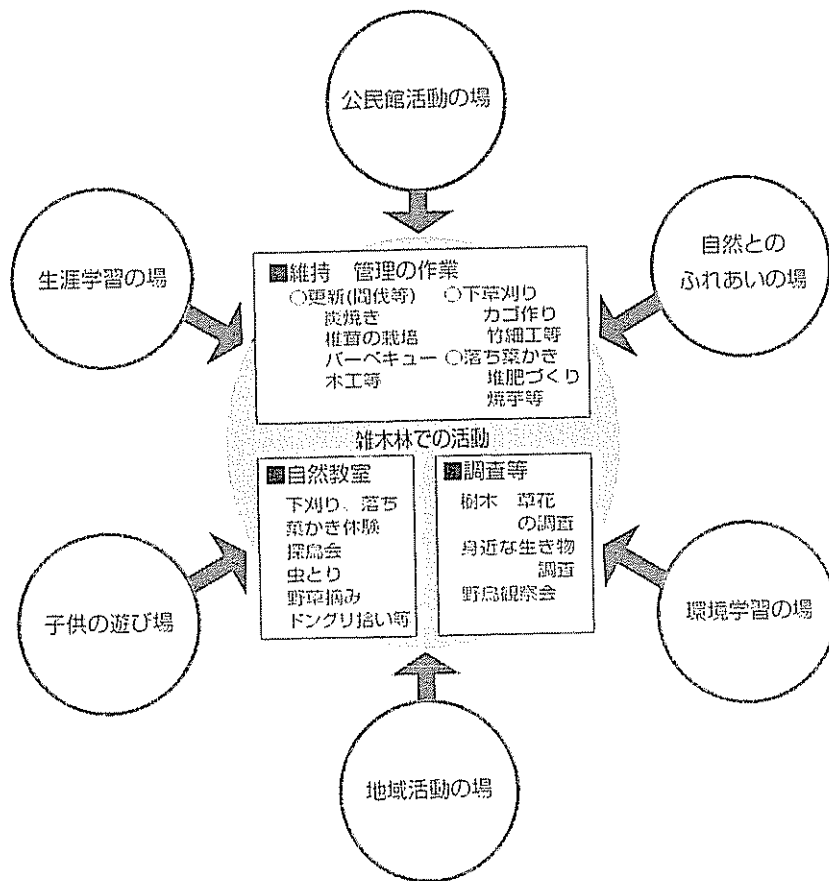 公民館活動の場
生涯学習の場
自然との
ふれあいの場
■維持 管理の作業
○更新(間伐等)
炭焼き
椎茸の栽培
バーベキュー
木工等
○下草刈り
カゴ作り
竹細工等
○落ち葉かき
堆肥づくり
焼芋等
雑木林での活動
■自然教室
下刈り、落ち
葉かき体験
探鳥会
虫とり
野草摘み
ドングリ拾い等
■調査等
樹木 草花
の調査
身近な生き物
調査
野鳥観察会
子供の遊び場
環境学習の場
地域活動の場